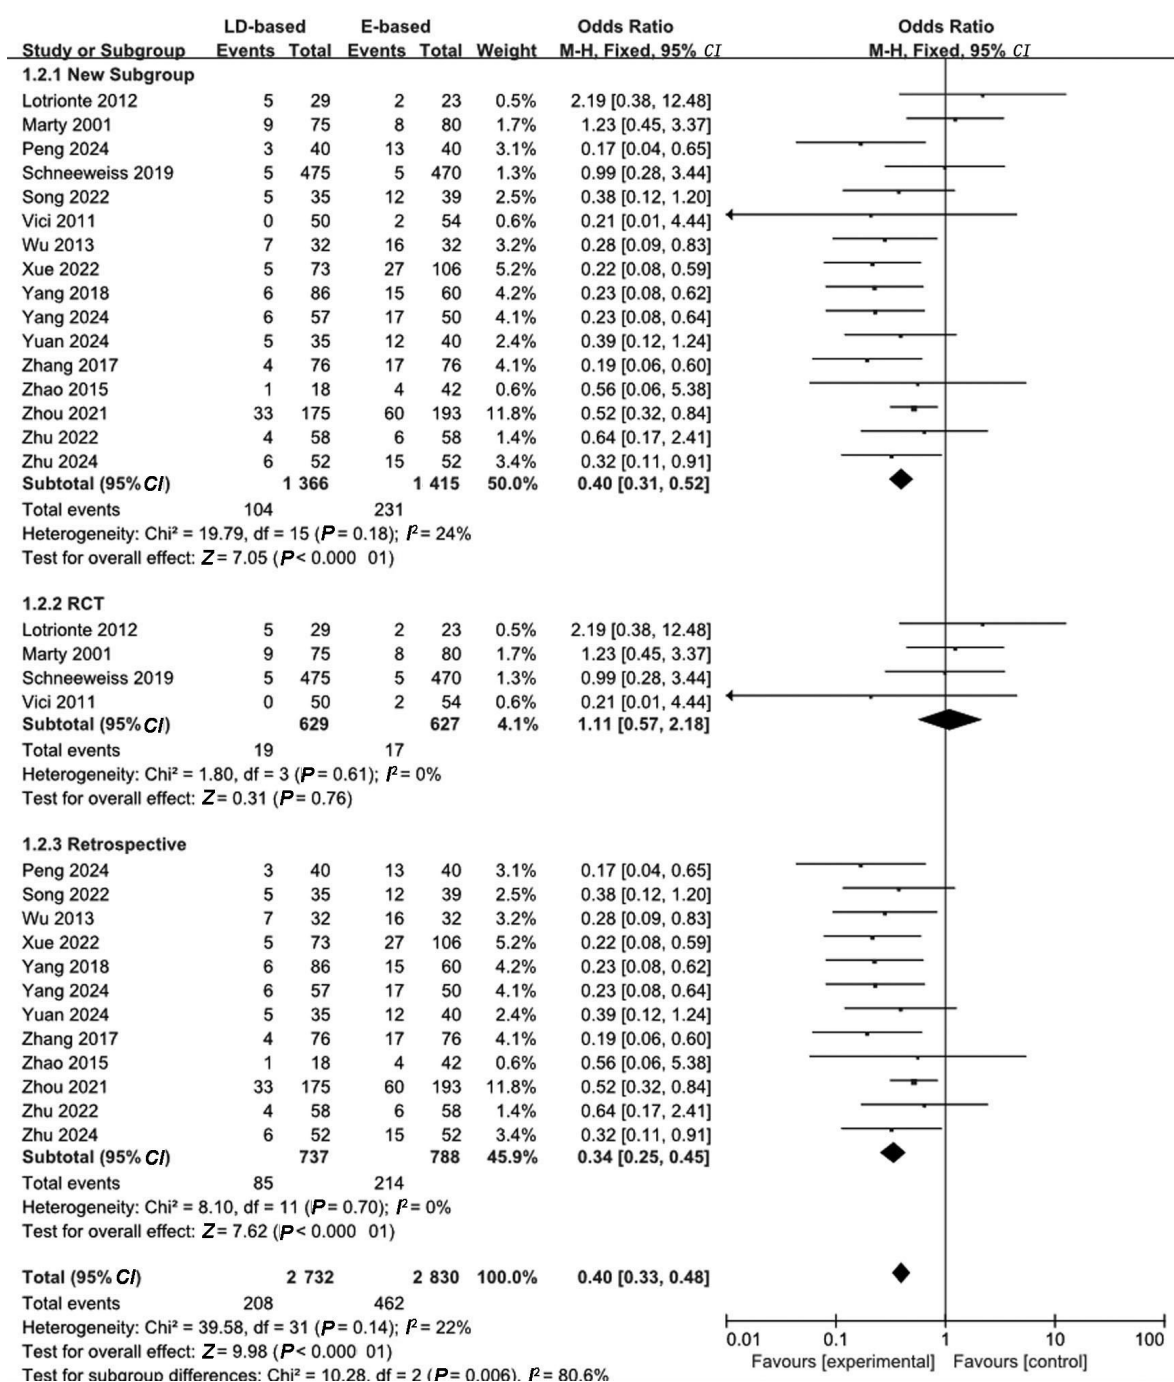 LD-based E-based Odds Ratio Odds Ratio
Study or Subgroup Events Total Events Total Weight M-H, Fixed, 95% CI M-H, Fixed, 95% CI
1.2.1 New Subgroup
Lotrionte 2012 5 29 2 23 0.5% 2.19 [0.38, 12.48]
Marty 2001 9 75 8 80 1.7% 1.23 [0.45, 3.37]
Peng 2024 3 40 13 40 3.1% 0.17 [0.04, 0.65]
Schneeweiss 2019 5 475 5 470 1.3% 0.99 [0.28, 3.44]
Song 2022 5 35 12 39 2.5% 0.38 [0.12, 1.20]
Vici 2011 0 50 2 54 0.6% 0.21 [0.01, 4.44]
Wu 2013 7 32 16 32 3.2% 0.28 [0.09, 0.83]
Xue 2022 5 73 27 106 5.2% 0.22 [0.08, 0.59]
Yang 2018 6 86 15 60 4.2% 0.23 [0.08, 0.62]
Yang 2024 6 57 17 50 4.1% 0.23 [0.08, 0.64]
Yuan 2024 5 35 12 40 2.4% 0.39 [0.12, 1.24]
Zhang 2017 4 76 17 76 4.1% 0.19 [0.06, 0.60]
Zhao 2015 1 18 4 42 0.6% 0.56 [0.06, 5.38]
Zhou 2021 33 175 60 193 11.8% 0.52 [0.32, 0.84]
Zhu 2022 4 58 6 58 1.4% 0.64 [0.17, 2.41]
Zhu 2024 6 52 15 52 3.4% 0.32 [0.11, 0.91]
Subtotal (95% CI) 1 366 1 415 50.0% 0.40 [0.31, 0.52]
Total events 104 231
Heterogeneity: Chi² = 19.79, df = 15 (P = 0.18); I² = 24%
Test for overall effect: Z = 7.05 (P < 0.000 01)
1.2.2 RCT
Lotrionte 2012 5 29 2 23 0.5% 2.19 [0.38, 12.48]
Marty 2001 9 75 8 80 1.7% 1.23 [0.45, 3.37]
Schneeweiss 2019 5 475 5 470 1.3% 0.99 [0.28, 3.44]
Vici 2011 0 50 2 54 0.6% 0.21 [0.01, 4.44]
Subtotal (95% CI) 629 627 4.1% 1.11 [0.57, 2.18]
Total events 19 17
Heterogeneity: Chi² = 1.80, df = 3 (P = 0.61); I² = 0%
Test for overall effect: Z = 0.31 (P = 0.76)
1.2.3 Retrospective
Peng 2024 3 40 13 40 3.1% 0.17 [0.04, 0.65]
Song 2022 5 35 12 39 2.5% 0.38 [0.12, 1.20]
Wu 2013 7 32 16 32 3.2% 0.28 [0.09, 0.83]
Xue 2022 5 73 27 106 5.2% 0.22 [0.08, 0.59]
Yang 2018 6 86 15 60 4.2% 0.23 [0.08, 0.62]
Yang 2024 6 57 17 50 4.1% 0.23 [0.08, 0.64]
Yuan 2024 5 35 12 40 2.4% 0.39 [0.12, 1.24]
Zhang 2017 4 76 17 76 4.1% 0.19 [0.06, 0.60]
Zhao 2015 1 18 4 42 0.6% 0.56 [0.06, 5.38]
Zhou 2021 33 175 60 193 11.8% 0.52 [0.32, 0.84]
Zhu 2022 4 58 6 58 1.4% 0.64 [0.17, 2.41]
Zhu 2024 6 52 15 52 3.4% 0.32 [0.11, 0.91]
Subtotal (95% CI) 737 788 45.9% 0.34 [0.25, 0.45]
Total events 85 214
Heterogeneity: Chi² = 8.10, df = 11 (P = 0.70); I² = 0%
Test for overall effect: Z = 7.62 (P < 0.000 01)
Total (95% CI) 2 732 2 830 100.0% 0.40 [0.33, 0.48]
Total events 208 462
Heterogeneity: Chi² = 39.58, df = 31 (P = 0.14); I² = 22%
Test for overall effect: Z = 9.98 (P < 0.000 01)
Test for subgroup differences: Chi² = 10.28, df = 2 (P = 0.006), I² = 80.6%
0.01 0.1 1 10 100
Favours [experimental] Favours [control]